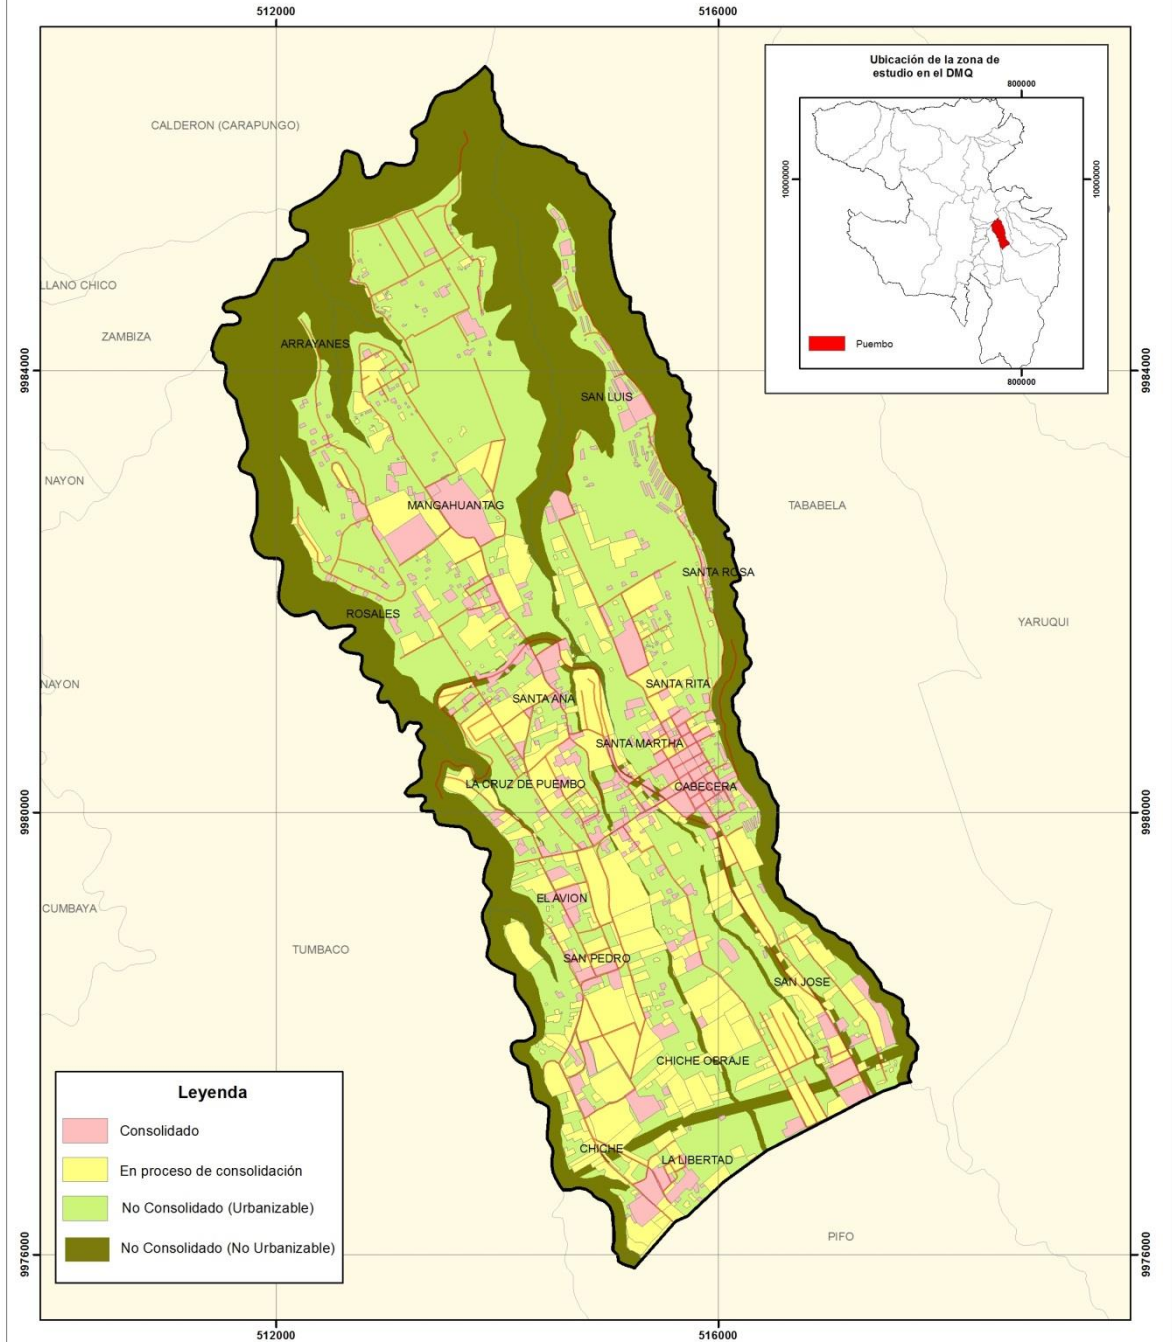 512000
516000
Ubicación de la zona de
estudio en el DMQ
800000
10000000
10000000
Puembo
800000
CALDERON (CARAPUNGO)
LLANO CHICO
ZAMBIZA
ARRAYANES
9984000
9984000
SAN LUIS
NAYON
MANGAHUANTAG
TABABELA
SANTA ROSA
ROSALES
YARUQUI
NAYON
SANTA RITA
SANTA ANA
SANTA MARTHA
LA CRUZ DE PUEMBO
CABECERA
9980000
9980000
EL AVION
CUMBAYA
TUMBACO
SAN PEDRO
SAN JOSE
CHICHE OBRAJE
Leyenda
Consolidado
En proceso de consolidación
No Consolidado (Urbanizable)
No Consolidado (No Urbanizable)
CHICHE
LA LIBERTAD
PIFO
9976000
9976000
512000
516000